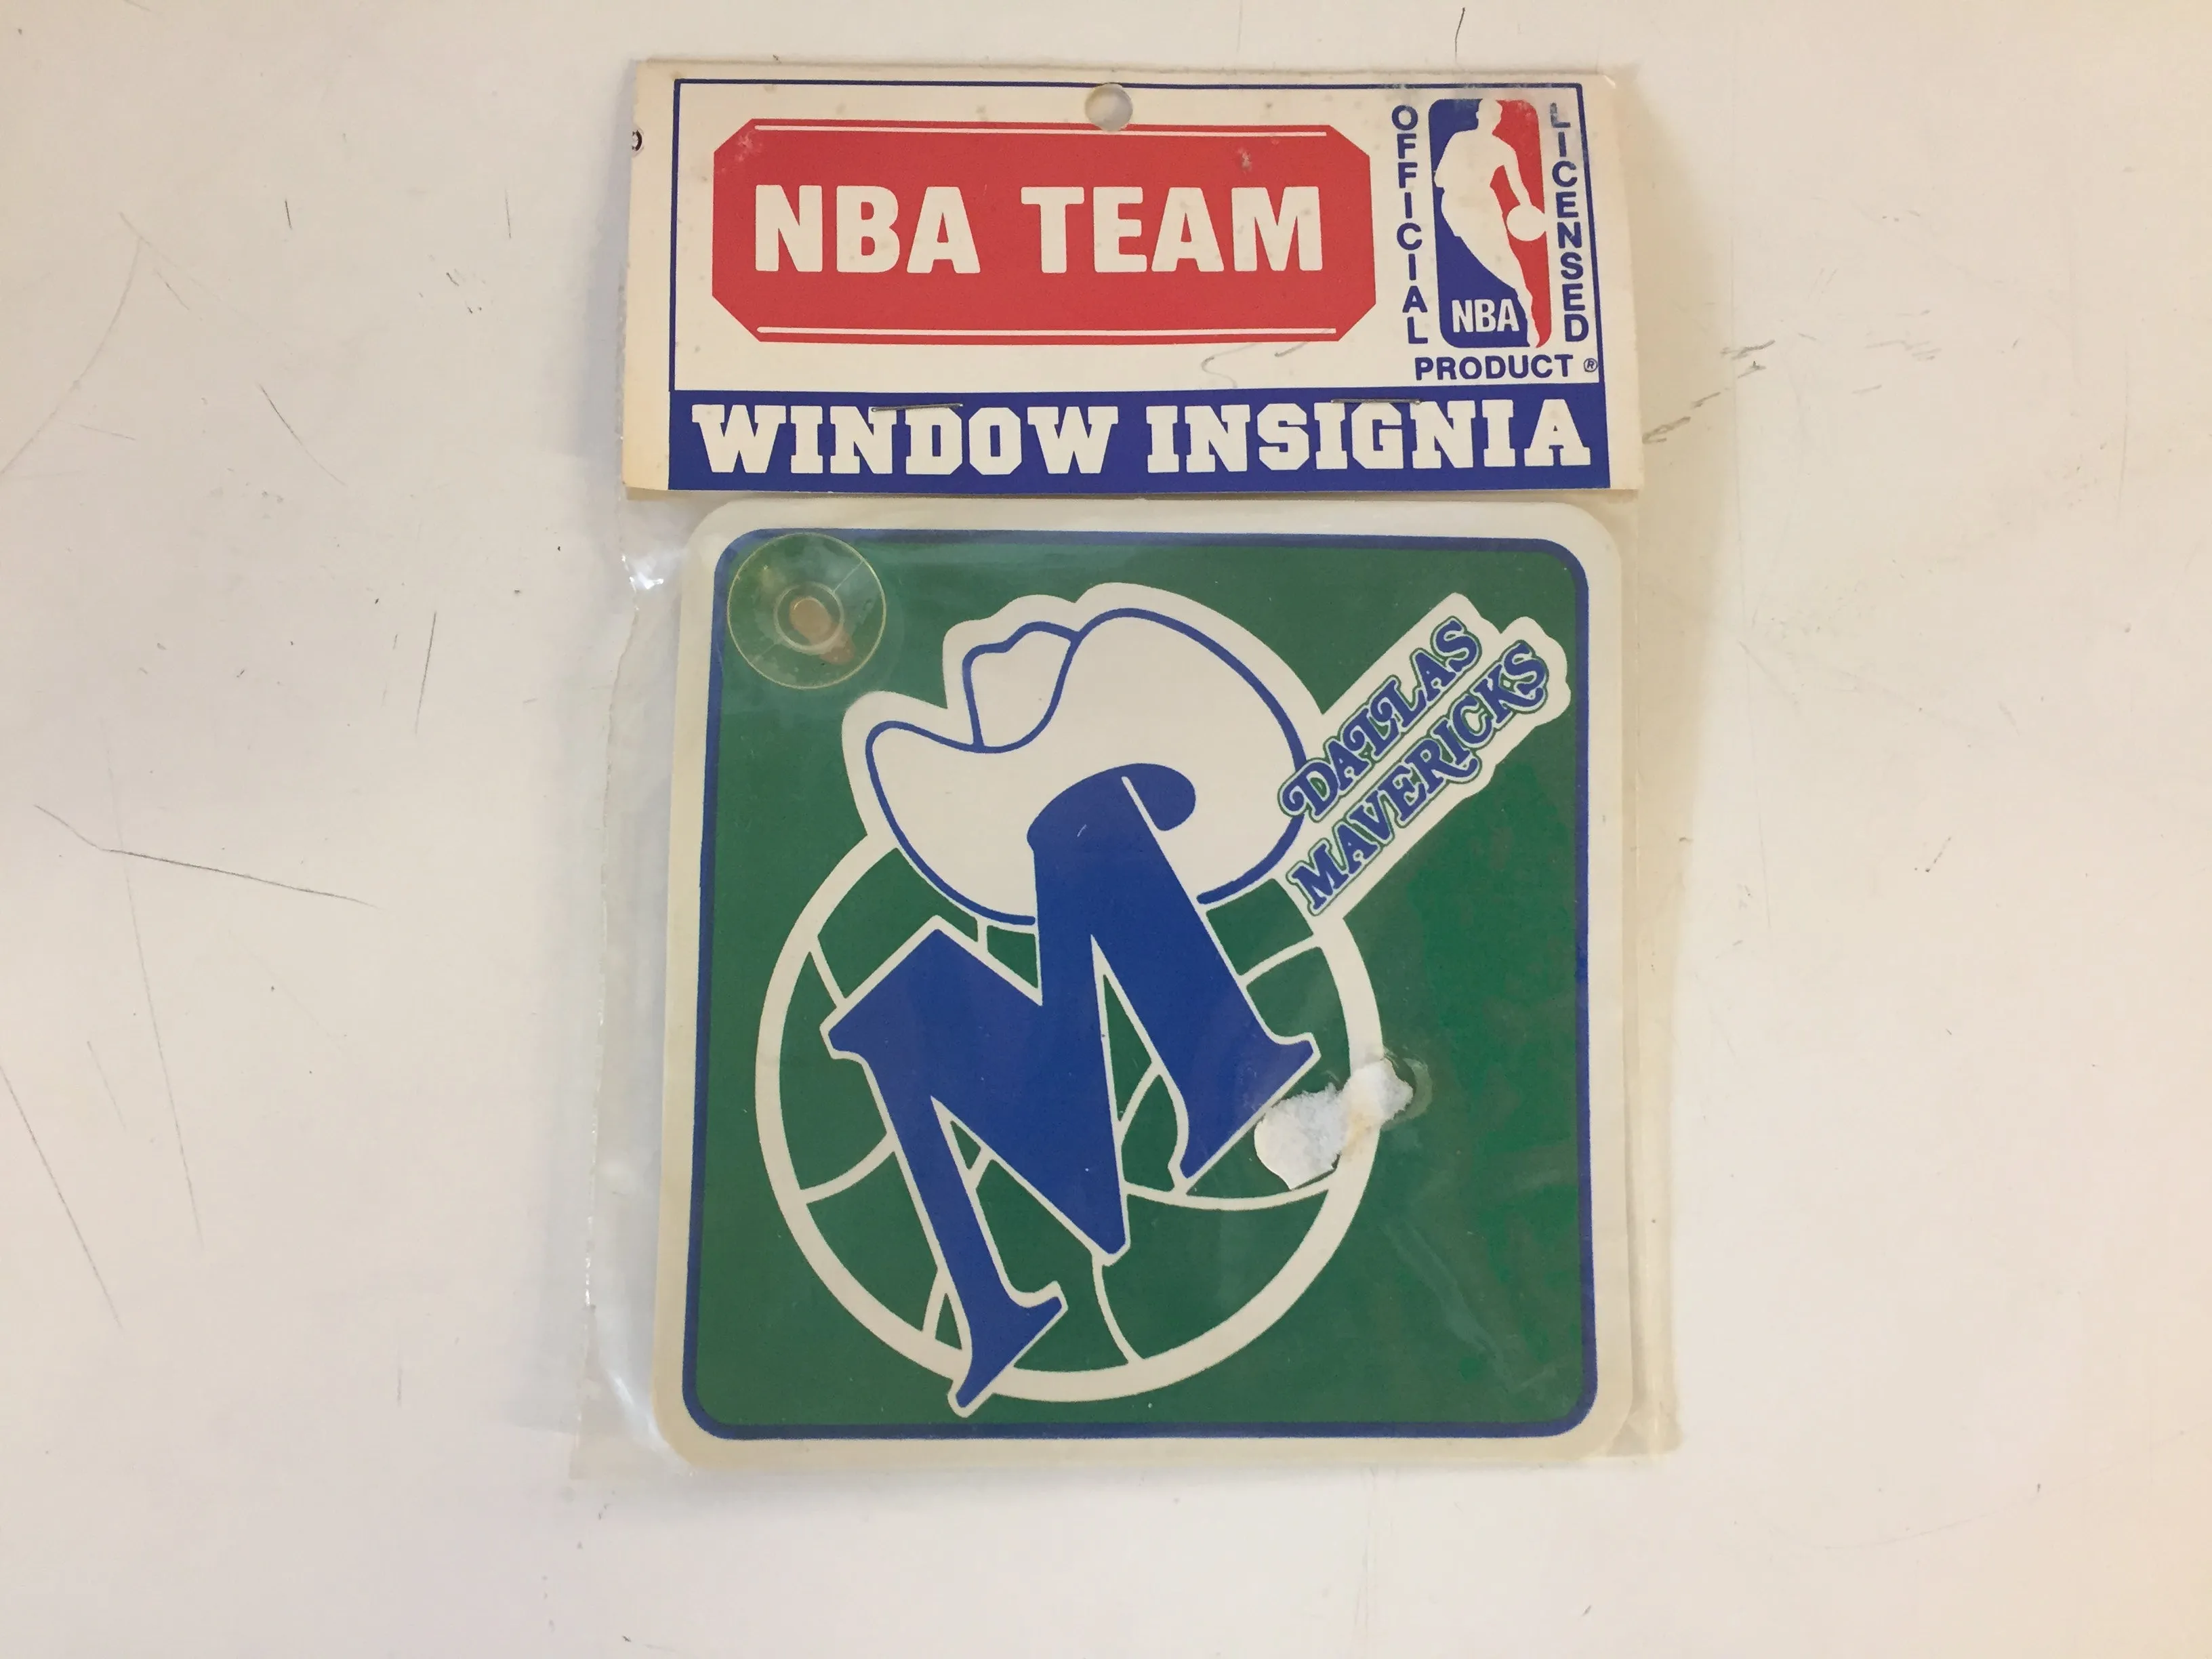 NBA TEAM
OFFICIAL
LICENSED
NBA
PRODUCT ®
WINDOW INSIGNIA
DALLAS
MAVERICKS
M